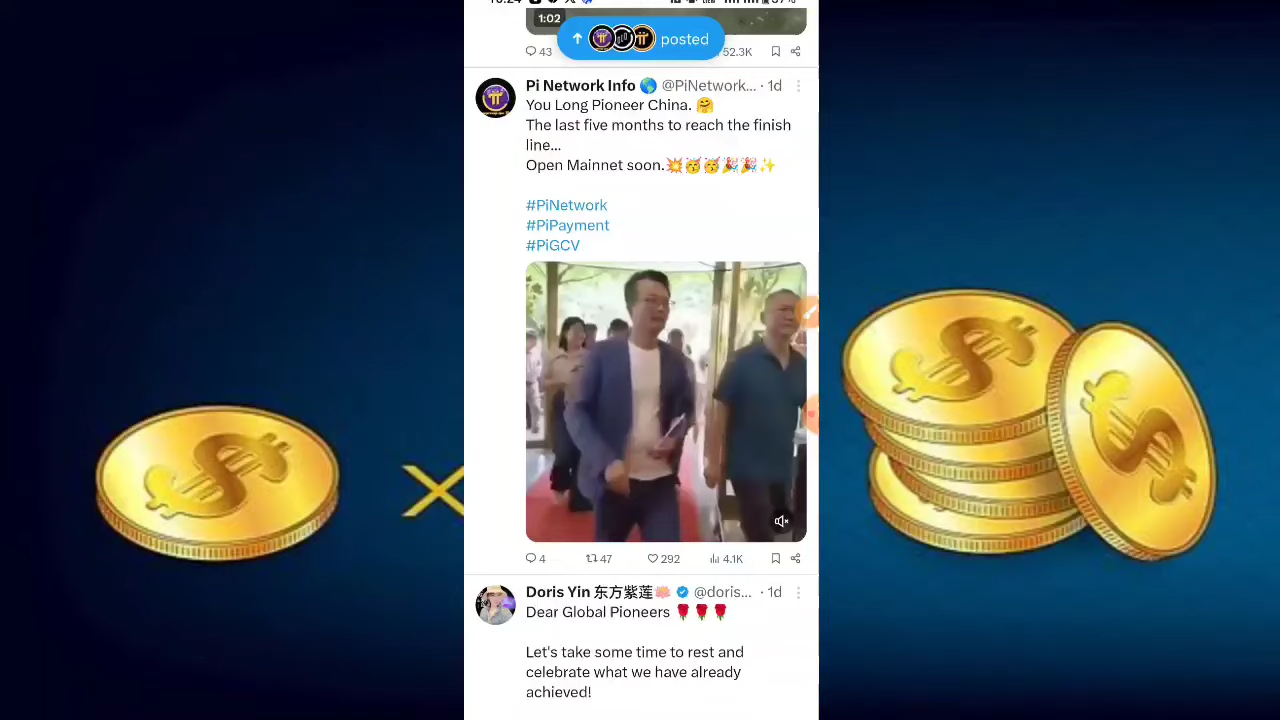 1:02
posted
43
52.3K
Pi Network Info 🌎 @PiNetwork... · 1d
You Long Pioneer China. 🤗
The last five months to reach the finish
line...
Open Mainnet soon.💥🥳🥳🎉🎉✨
#PiNetwork
#PiPayment
#PiGCV
4 47 292 4.1K
Doris Yin 东方紫莲🪷 @doris... · 1d
Dear Global Pioneers 🌹🌹🌹
Let's take some time to rest and
celebrate what we have already
achieved!